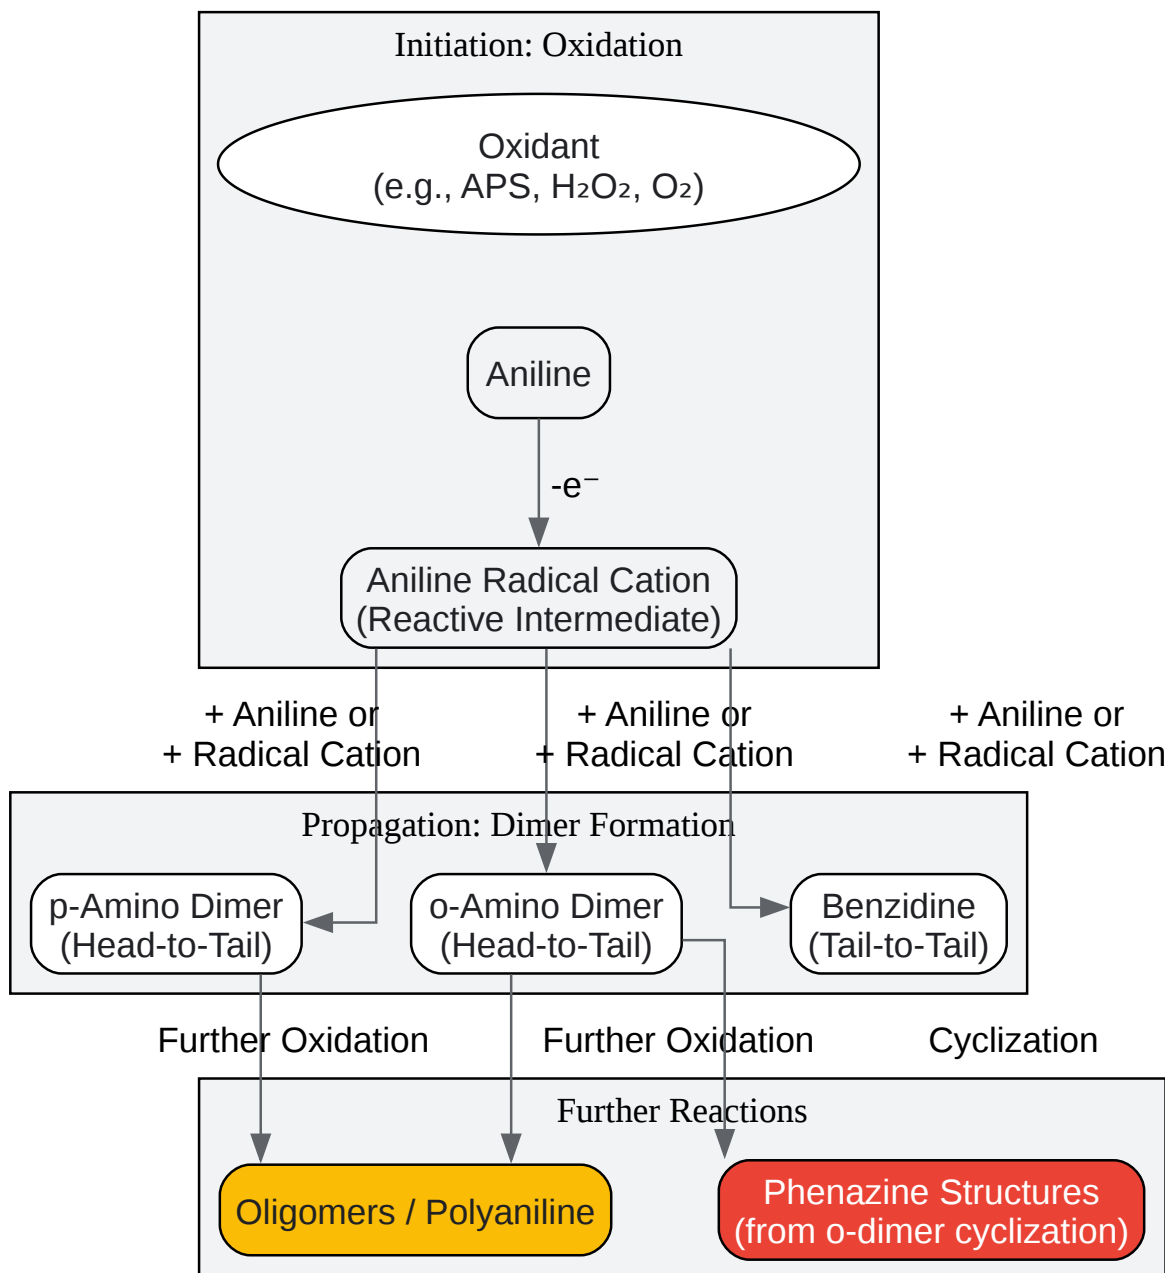 Initiation: Oxidation
Oxidant
(e.g., APS, H₂O₂, O₂)
Aniline
-e⁻
Aniline Radical Cation
(Reactive Intermediate)
+ Aniline or
+ Radical Cation
+ Aniline or
+ Radical Cation
+ Aniline or
+ Radical Cation
Propagation: Dimer Formation
p-Amino Dimer
(Head-to-Tail)
o-Amino Dimer
(Head-to-Tail)
Benzidine
(Tail-to-Tail)
Further Oxidation
Further Oxidation
Cyclization
Further Reactions
Oligomers / Polyaniline
Phenazine Structures
(from o-dimer cyclization)